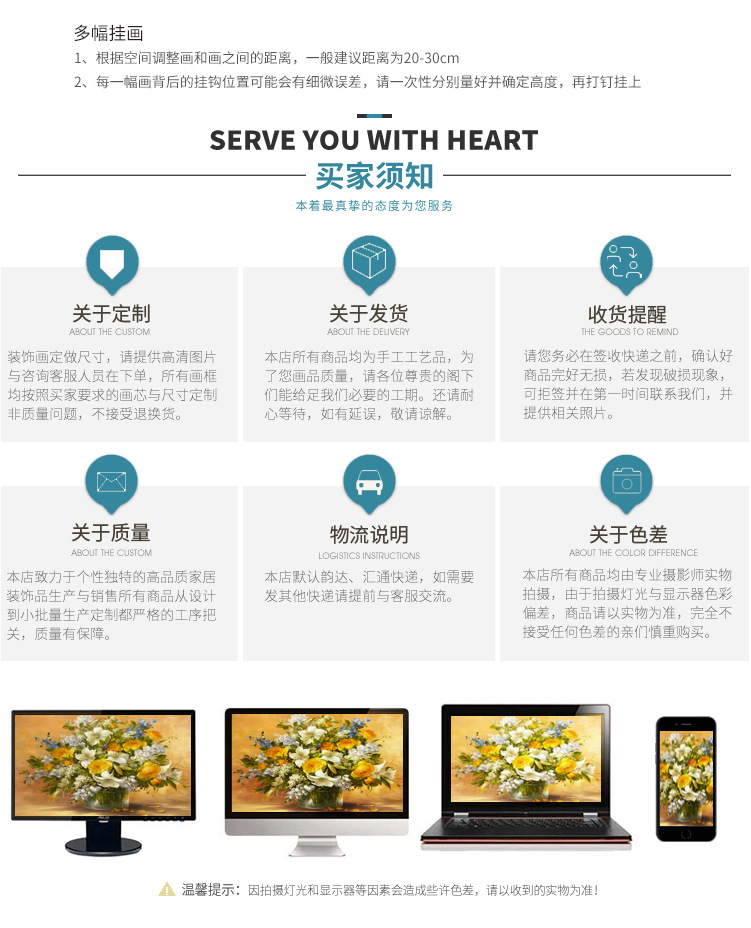 多幅挂画
1、根据空间调整画和画之间的距离，一般建议距离为20-30cm
2、每一幅画背后的挂钩位置可能会有细微误差，请一次性分别量好并确定高度，再打钉挂上
SERVE YOU WITH HEART
买家须知
本着最真挚的态度为您服务
关于定制
ABOUT THE CUSTOM
装饰画定做尺寸，请提供高清图片
与咨询客服人员在下单，所有画框
均按照买家要求的画芯与尺寸定制
非质量问题，不接受退换货。
关于发货
ABOUT THE DELIVERY
本店所有商品均为手工工艺品，为
了您画品质量，请各位尊贵的阁下
们能给足我们必要的工期。还请耐
心等待，如有延误，敬请谅解。
收货提醒
THE GOODS TO REMIND
请您务必在签收快递之前，确认好
商品完好无损，若发现破损现象，
可拒签并在第一时间联系我们，并
提供相关照片。
关于质量
ABOUT THE CUSTOM
本店致力于个性独特的高品质家居
装饰品生产与销售所有商品从设计
到小批量生产定制都严格的工序把
关，质量有保障。
物流说明
LOGISTICS INSTRUCTIONS
本店默认韵达、汇通快递，如需要
发其他快递请提前与客服交流。
关于色差
ABOUT THE COLOR DIFFERENCE
本店所有商品均由专业摄影师实物
拍摄，由于拍摄灯光与显示器色彩
偏差，商品请以实物为准，完全不
接受任何色差的亲们慎重购买。
温馨提示：因拍摄灯光和显示器等因素会造成些许色差，请以收到的实物为准！